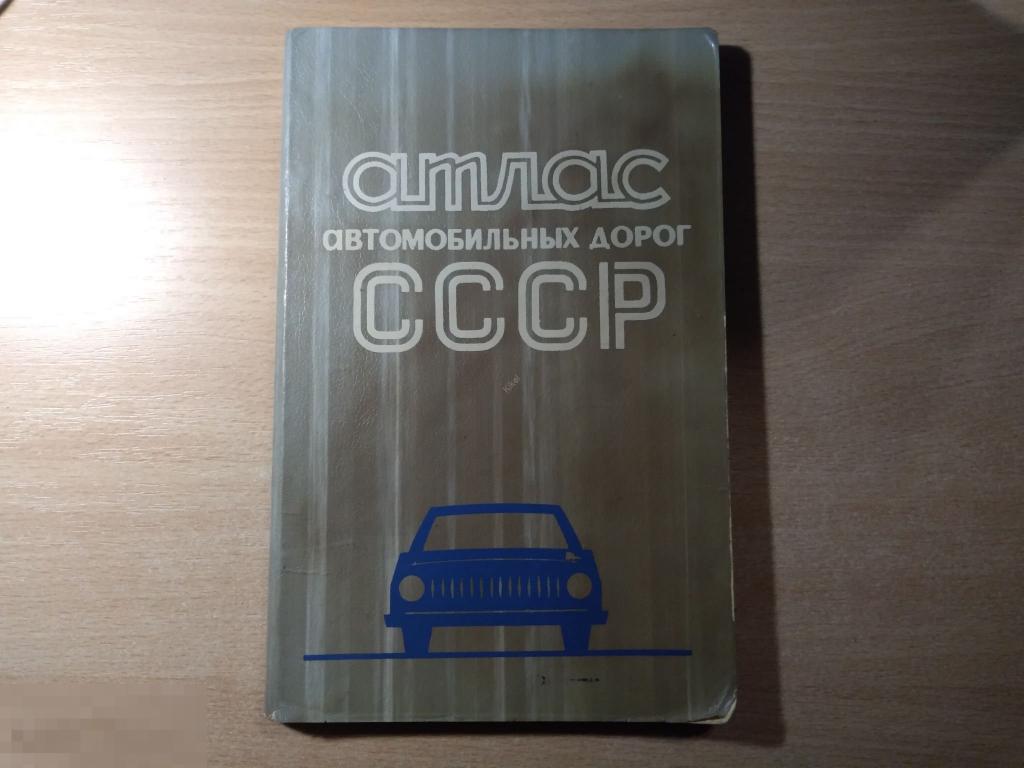 атлас
автомобильных дорог
СССР